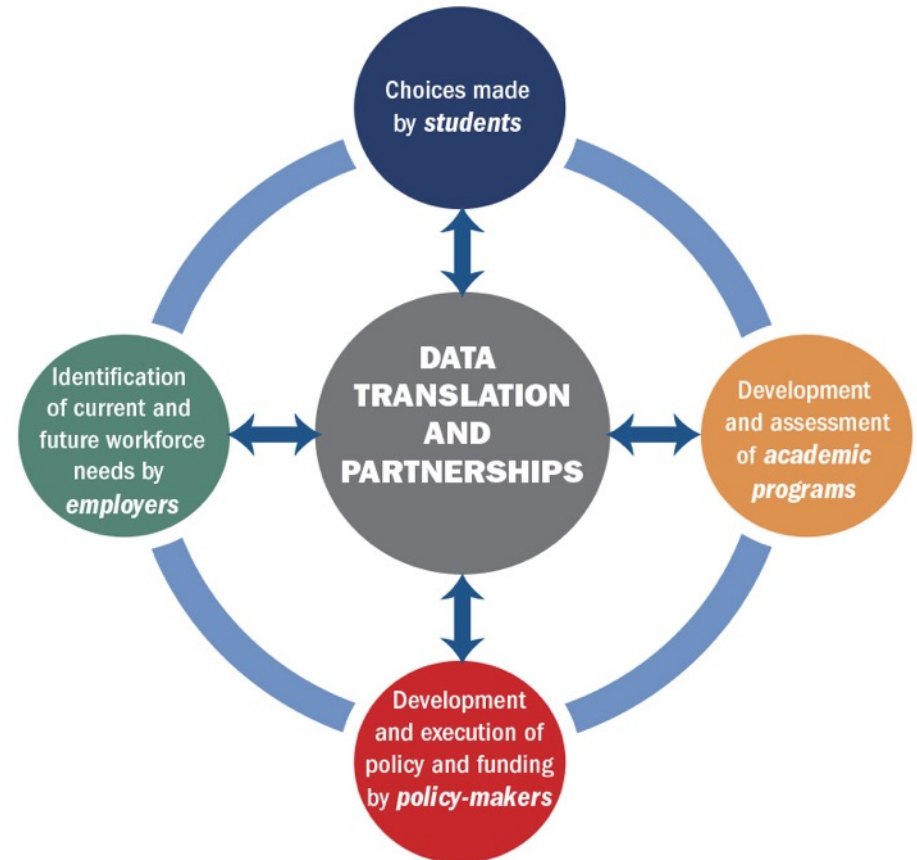 Choices made
by students
DATA
TRANSLATION
AND
PARTNERSHIPS
Identification
of current and
future workforce
needs by
employers
Development
and assessment
of academic
programs
Development
and execution of
policy and funding
by policy-makers